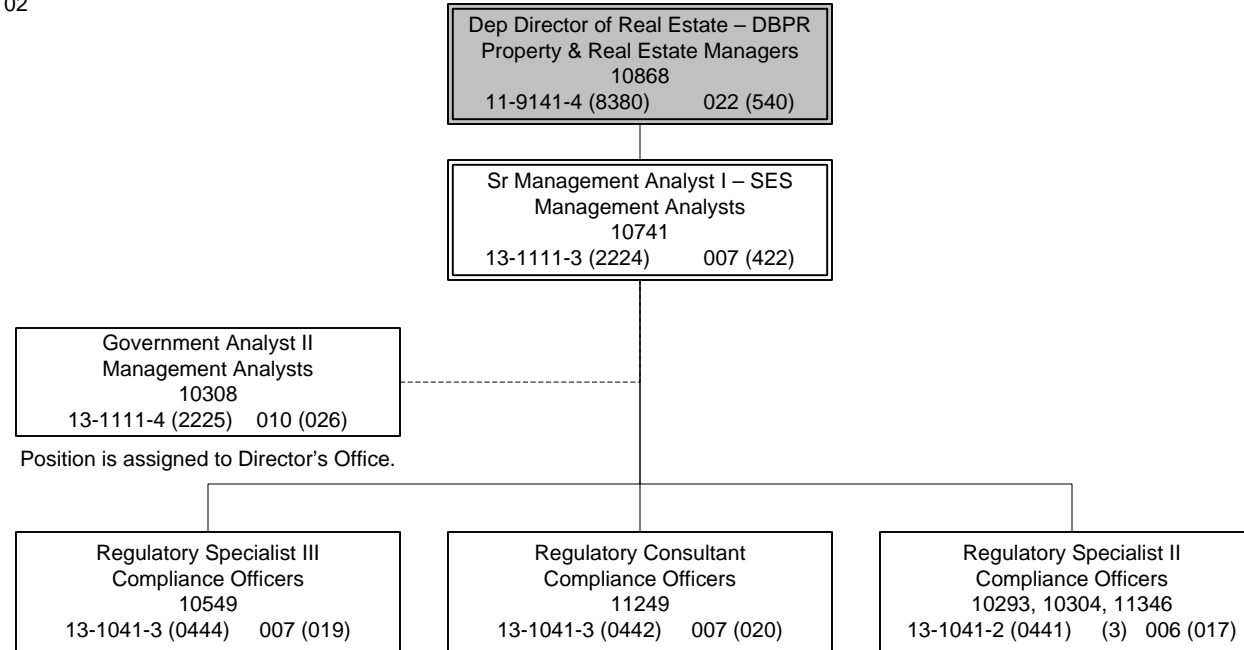 02
Dep Director of Real Estate – DBPR
Property & Real Estate Managers
10868
11-9141-4 (8380) 022 (540)
Sr Management Analyst I – SES
Management Analysts
10741
13-1111-3 (2224) 007 (422)
Government Analyst II
Management Analysts
10308
13-1111-4 (2225) 010 (026)
Position is assigned to Director’s Office.
Regulatory Specialist III
Compliance Officers
10549
13-1041-3 (0444) 007 (019)
Regulatory Consultant
Compliance Officers
11249
13-1041-3 (0442) 007 (020)
Regulatory Specialist II
Compliance Officers
10293, 10304, 11346
13-1041-2 (0441) (3) 006 (017)